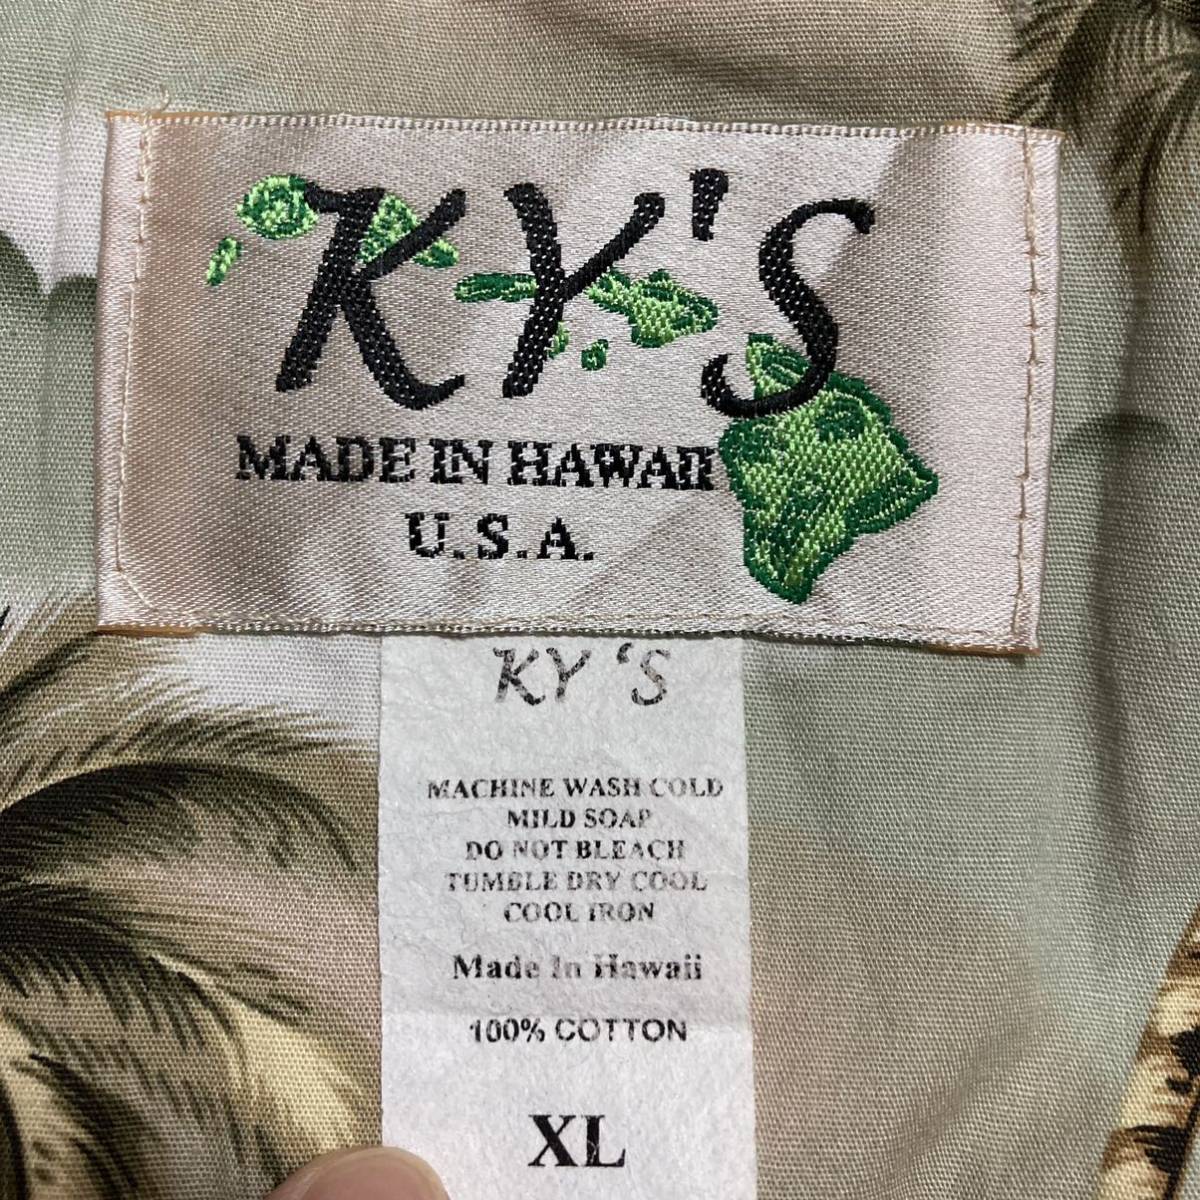 KY'S
MADE IN HAWAII
U.S.A.
KY 'S
MACHINE WASH COLD
MILD SOAP
DO NOT BLEACH
TUMBLE DRY COOL
COOL IRON
Made In Hawaii
100% COTTON
XL